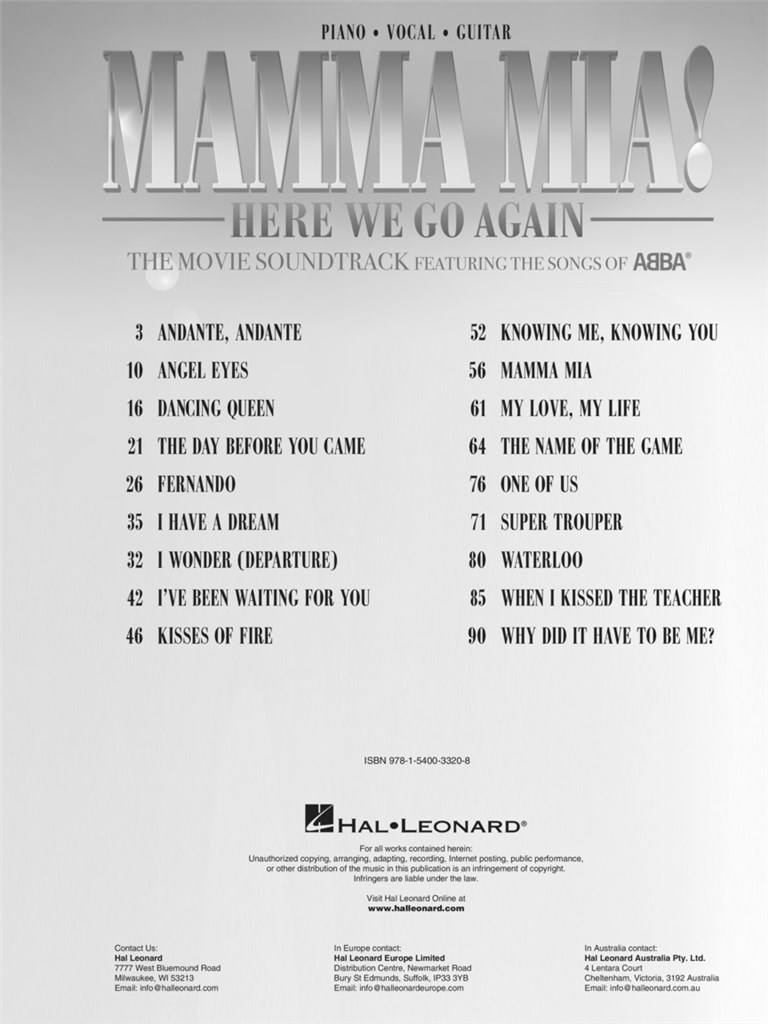 PIANO • VOCAL • GUITAR
MAMMA MIA!
HERE WE GO AGAIN
THE MOVIE SOUNDTRACK FEATURING THE SONGS OF ABBA®
3 ANDANTE, ANDANTE
10 ANGEL EYES
16 DANCING QUEEN
21 THE DAY BEFORE YOU CAME
26 FERNANDO
35 I HAVE A DREAM
32 I WONDER (DEPARTURE)
42 I'VE BEEN WAITING FOR YOU
46 KISSES OF FIRE
52 KNOWING ME, KNOWING YOU
56 MAMMA MIA
61 MY LOVE, MY LIFE
64 THE NAME OF THE GAME
76 ONE OF US
71 SUPER TROUPER
80 WATERLOO
85 WHEN I KISSED THE TEACHER
90 WHY DID IT HAVE TO BE ME?
ISBN 978-1-5400-3320-8
HAL•LEONARD®
For all works contained herein:
Unauthorized copying, arranging, adapting, recording, Internet posting, public performance,
or other distribution of the music in this publication is an infringement of copyright.
Infringers are liable under the law.
Visit Hal Leonard Online at
www.halleonard.com
Contact Us:
Hal Leonard
7777 West Bluemound Road
Milwaukee, WI 53213
Email: info@halleonard.com
In Europe contact:
Hal Leonard Europe Limited
Distribution Centre, Newmarket Road
Bury St Edmunds, Suffolk, IP33 3YB
Email: info@halleonardeurope.com
In Australia contact:
Hal Leonard Australia Pty. Ltd.
4 Lentara Court
Cheltenham, Victoria, 3192 Australia
Email: info@halleonard.com.au